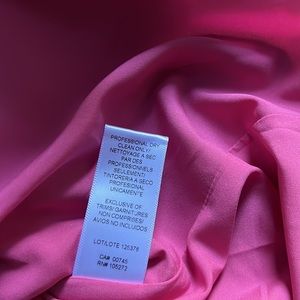 PROFESSIONAL DRY
CLEAN ONLY/
NETTOYAGE A SEC
PAR DES
PROFESSIONNELS
SEULEMENT/
TINTORERIA A SECO
PROFESIONAL
UNICAMENTE
EXCLUSIVE OF
TRIMS/ GARNITURES
NON COMPRISES/
AVIOS NO INCLUIDOS
LOT/LOTE 125378
CA# 00745
RN# 106272